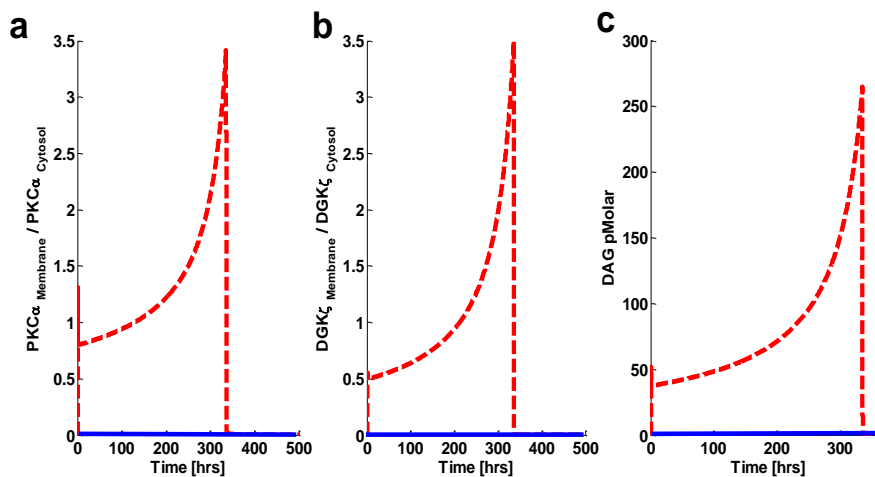 a
PKCα Membrane / PKCα Cytosol
3.5
3
2.5
2
1.5
1
0.5
0
0 100 200 300 400 500
Time [hrs]
b
DGKζ Membrane / DGKζ Cytosol
3.5
3
2.5
2
1.5
1
0.5
0
0 100 200 300 400 500
Time [hrs]
c
DAG pMolar
300
250
200
150
100
50
0
0 100 200 300
Time [hrs]